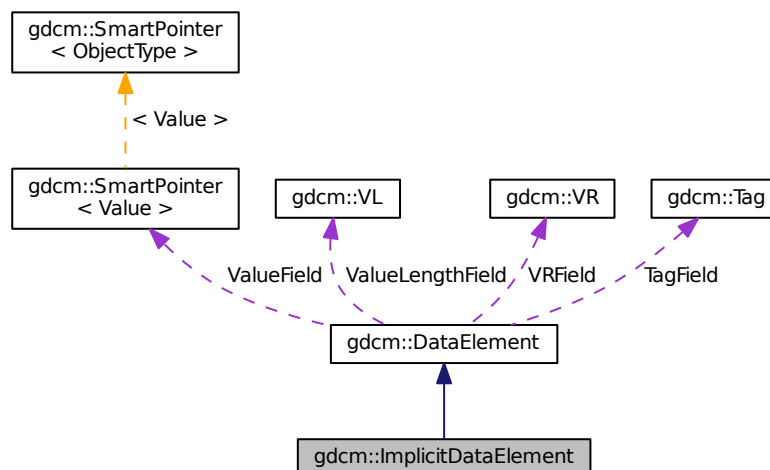 gdcm::SmartPointer
< ObjectType >
< Value >
gdcm::SmartPointer
< Value >
gdcm::VL
gdcm::VR
gdcm::Tag
ValueField
ValueLengthField
VRField
TagField
gdcm::DataElement
gdcm::ImplicitDataElement